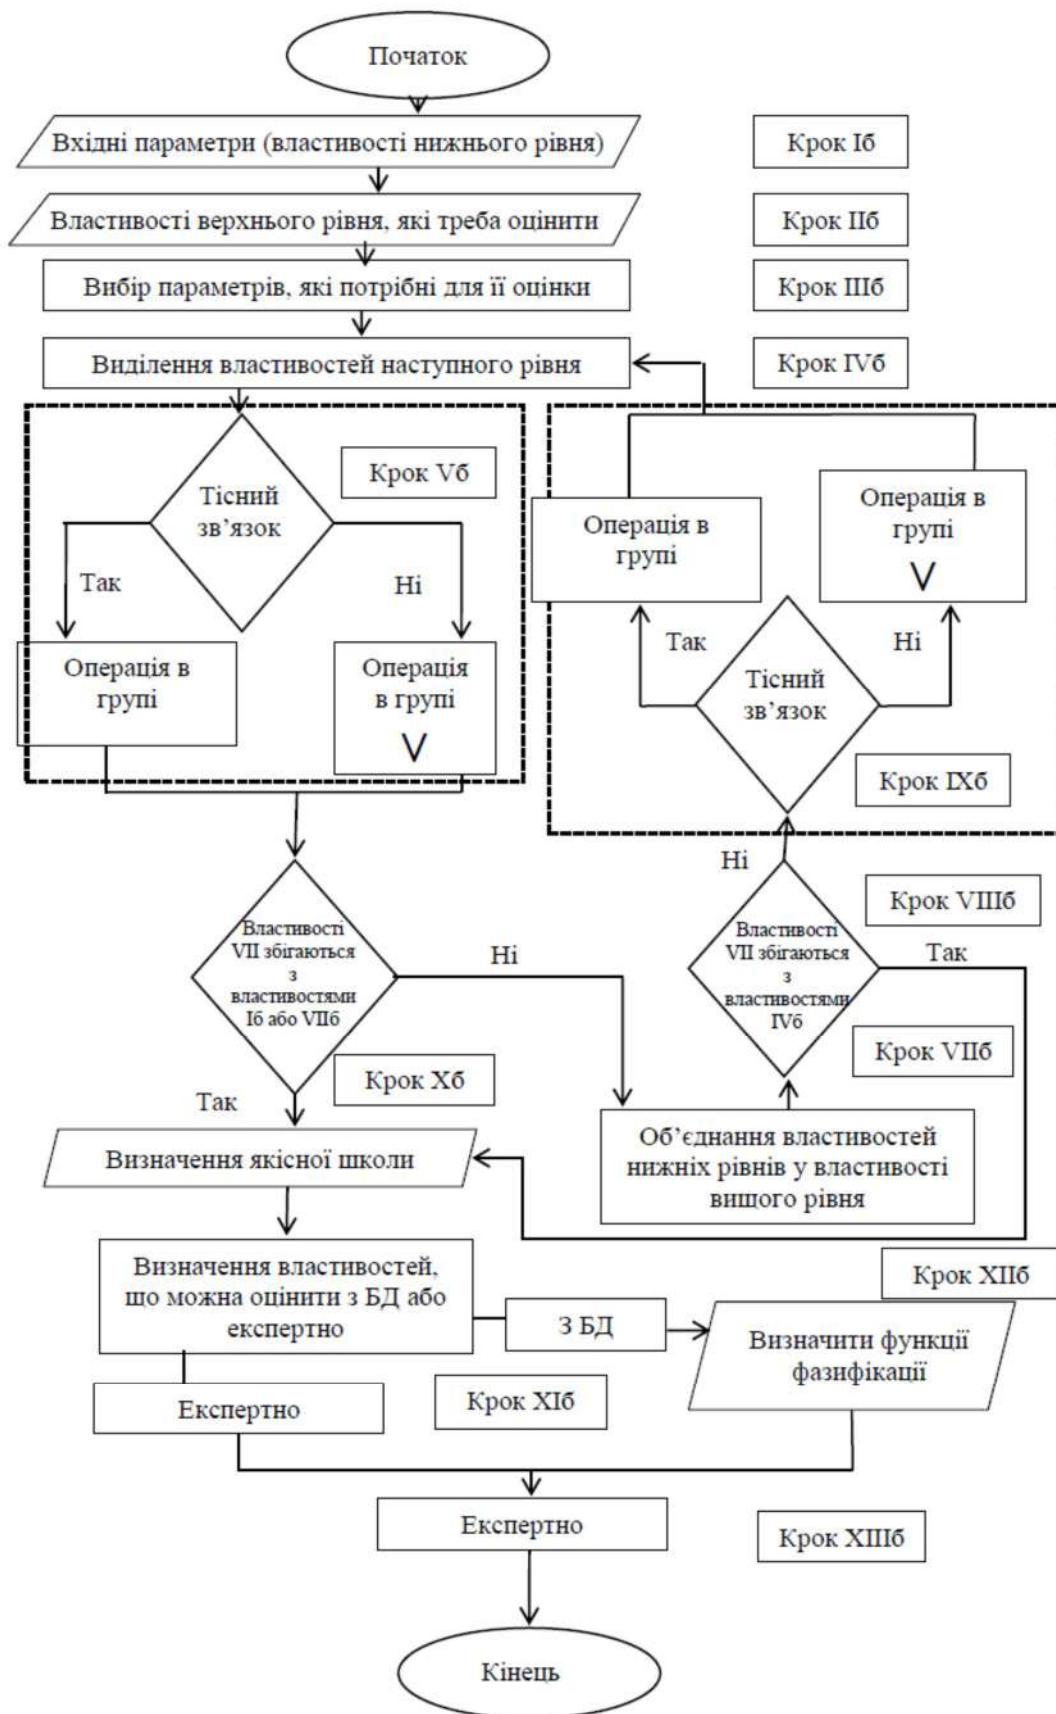 Початок
Вхідні параметри (властивості нижнього рівня)
Крок Іб
Властивості верхнього рівня, які треба оцінити
Крок ІІб
Вибір параметрів, які потрібні для її оцінки
Крок ІІІб
Виділення властивостей наступного рівня
Крок IVб
Крок Vб
Тісний
зв’язок
Так
Ні
Операція в
групі
Операція
в групі
V
Операція в
групі
Операція в
групі
V
Так
Ні
Тісний
зв’язок
Крок IXб
Ні
Крок VIIIб
Властивості
VII збігаються
з
властивостями
Іб або VIIб
Ні
Властивості
VII збігаються
з
властивостями
IVб
Так
Крок VIIб
Крок Xб
Так
Об’єднання властивостей
нижніх рівнів у властивості
вищого рівня
Визначення якісної школи
Визначення властивостей,
що можна оцінити з БД або
експертно
З БД
Крок XIIб
Визначити функції
фазифікації
Експертно
Крок XIб
Експертно
Крок XIIIб
Кінець